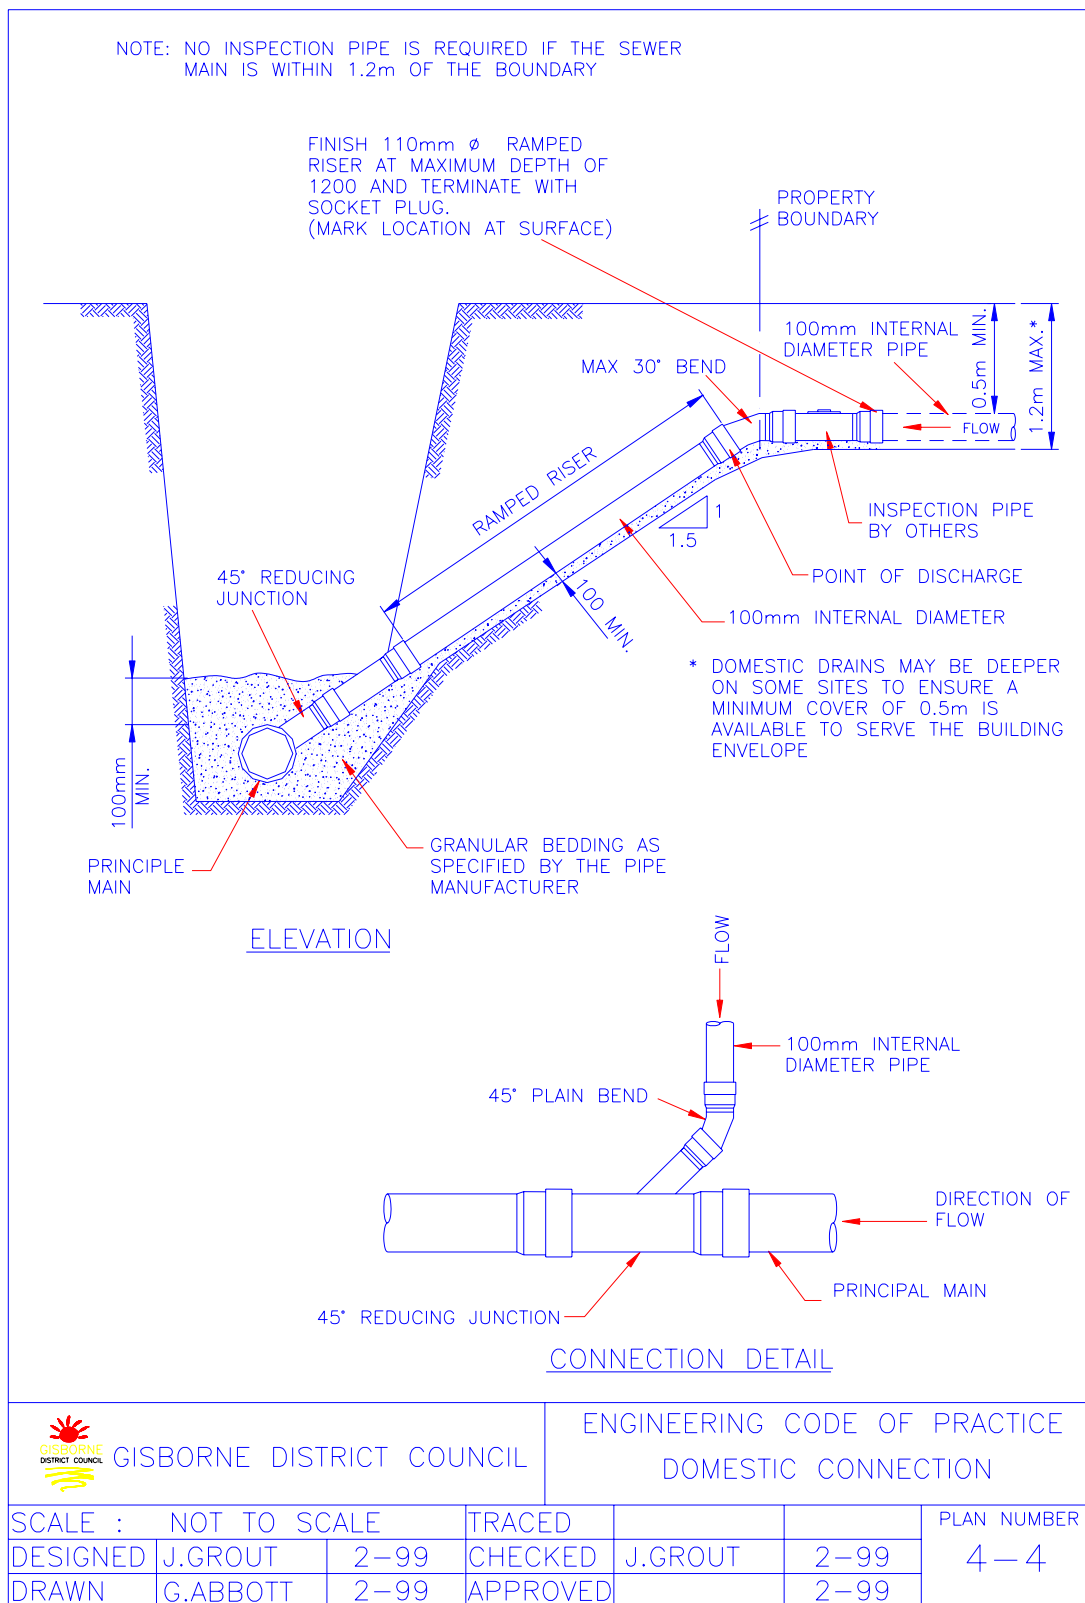 NOTE: NO INSPECTION PIPE IS REQUIRED IF THE SEWER
MAIN IS WITHIN 1.2m OF THE BOUNDARY
FINISH 110mm ø RAMPED
RISER AT MAXIMUM DEPTH OF
1200 AND TERMINATE WITH
SOCKET PLUG.
(MARK LOCATION AT SURFACE)
PROPERTY
BOUNDARY
100mm INTERNAL
DIAMETER PIPE
0.5m MIN.
1.2m MAX.*
MAX 30° BEND
FLOW
RAMPED RISER
INSPECTION PIPE
BY OTHERS
1
1.5
POINT OF DISCHARGE
45° REDUCING
JUNCTION
100 MIN.
100mm INTERNAL DIAMETER
* DOMESTIC DRAINS MAY BE DEEPER
ON SOME SITES TO ENSURE A
MINIMUM COVER OF 0.5m IS
AVAILABLE TO SERVE THE BUILDING
ENVELOPE
100mm
MIN.
PRINCIPLE
MAIN
GRANULAR BEDDING AS
SPECIFIED BY THE PIPE
MANUFACTURER
ELEVATION
FLOW
100mm INTERNAL
DIAMETER PIPE
45° PLAIN BEND
DIRECTION OF
FLOW
PRINCIPAL MAIN
45° REDUCING JUNCTION
CONNECTION DETAIL
GISBORNE
DISTRICT COUNCIL
GISBORNE DISTRICT COUNCIL
ENGINEERING CODE OF PRACTICE
DOMESTIC CONNECTION
SCALE : NOT TO SCALE TRACED
DESIGNED J.GROUT 2-99 CHECKED J.GROUT 2-99
DRAWN G.ABBOTT 2-99 APPROVED 2-99
PLAN NUMBER
4-4